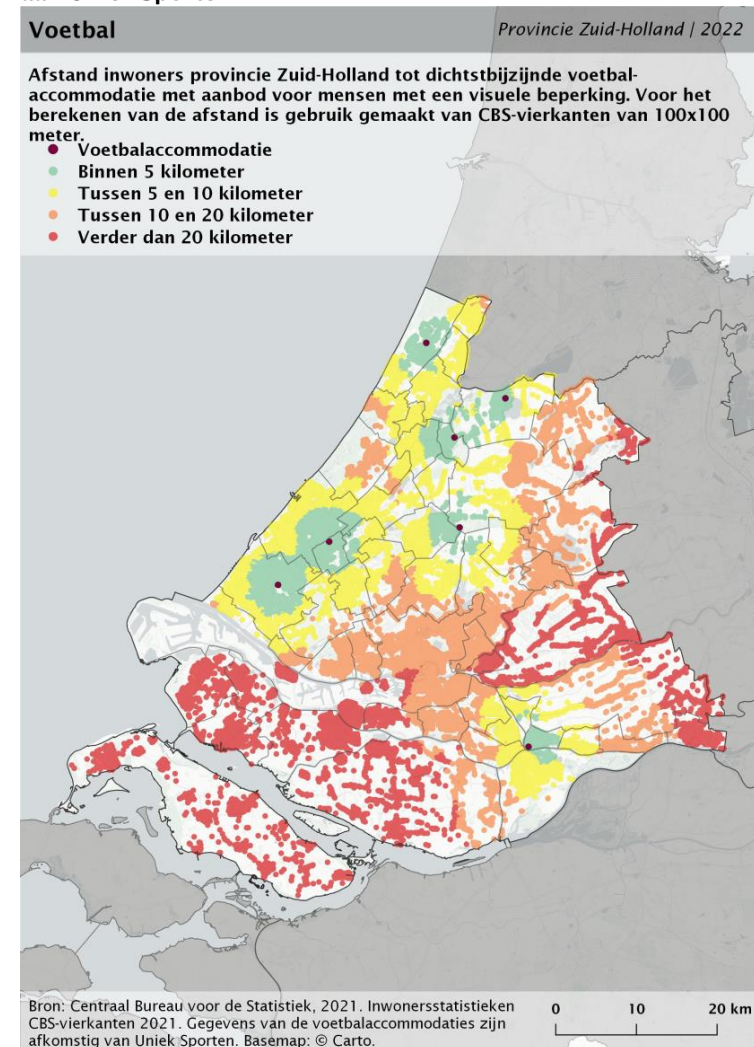 Voetbal
Provincie Zuid-Holland | 2022
Afstand inwoners provincie Zuid-Holland tot dichtstbijzijnde voetbal-
accommodatie met aanbod voor mensen met een visuele beperking. Voor het
berekenen van de afstand is gebruik gemaakt van CBS-vierkanten van 100x100
meter.
Voetbalaccommodatie
Binnen 5 kilometer
Tussen 5 en 10 kilometer
Tussen 10 en 20 kilometer
Verder dan 20 kilometer
Bron: Centraal Bureau voor de Statistiek, 2021. Inwonersstatistieken
CBS-vierkanten 2021. Gegevens van de voetbalaccommodaties zijn
afkomstig van Uniek Sporten. Basemap: © Carto.
0 10 20 km